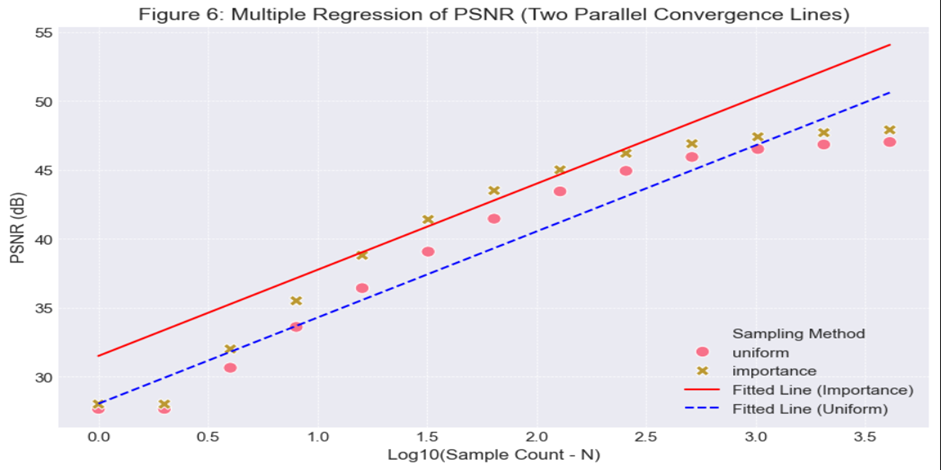 Figure 6: Multiple Regression of PSNR (Two Parallel Convergence Lines)
55
50
45
40
35
30
PSNR (dB)
Sampling Method
uniform
importance
Fitted Line (Importance)
Fitted Line (Uniform)
0.0 0.5 1.0 1.5 2.0 2.5 3.0 3.5
Log10(Sample Count - N)